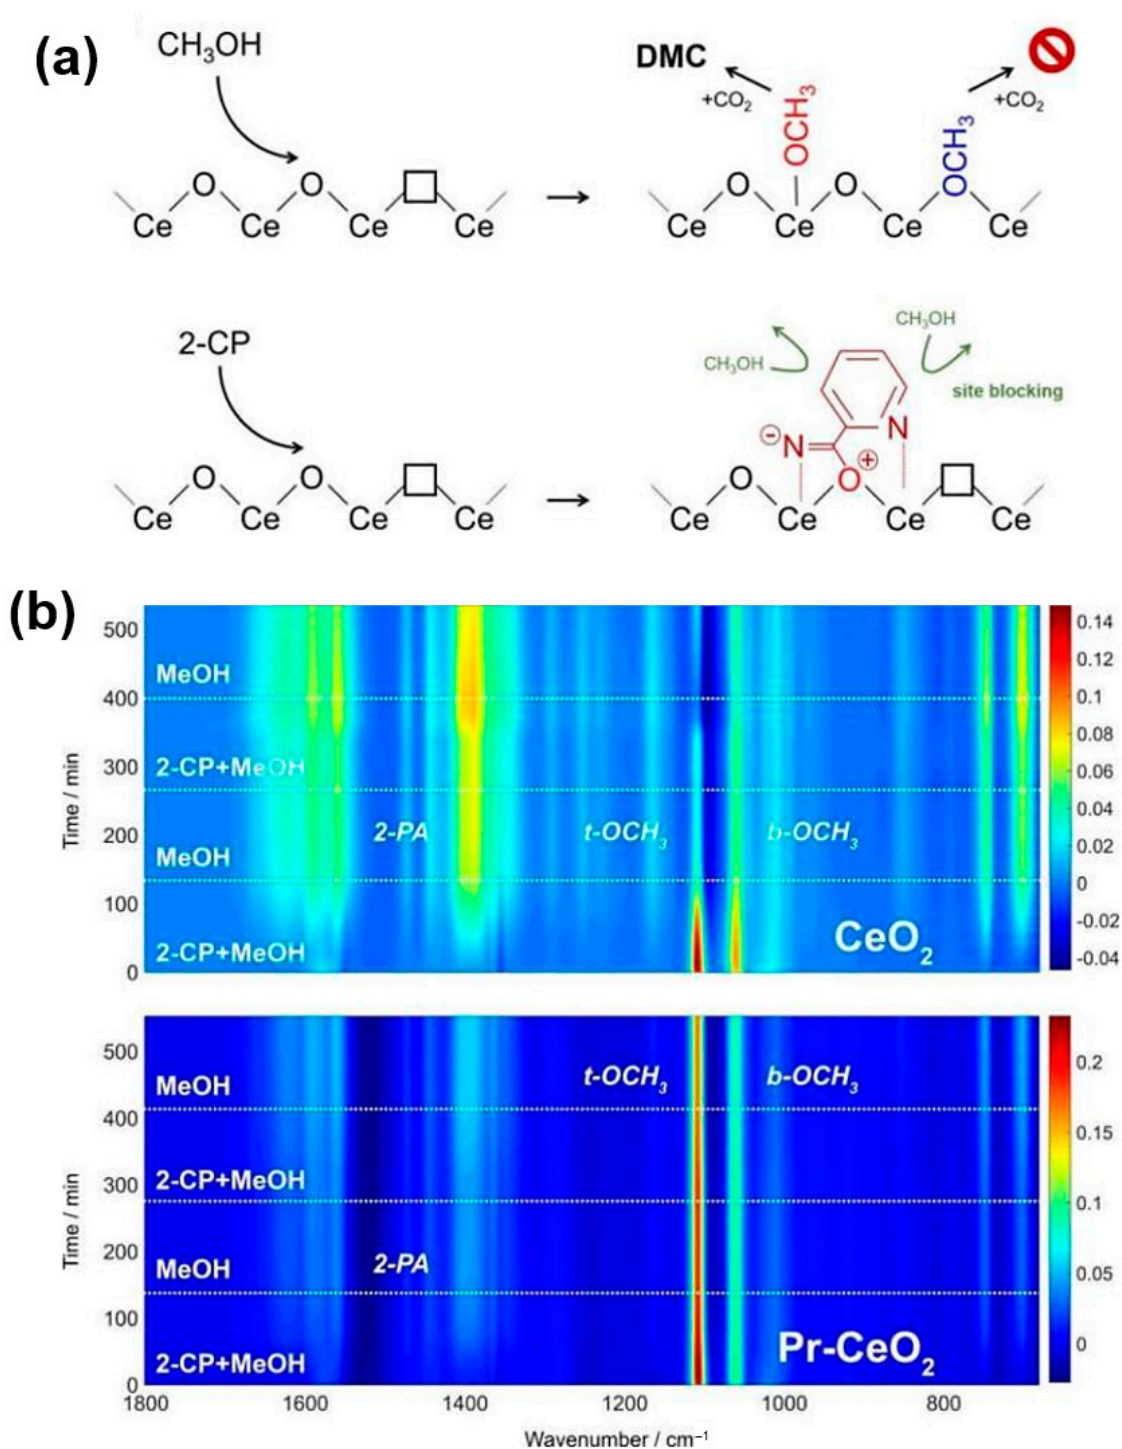 (a)
CH₃OH
DMC
+CO₂
OCH₃
+CO₂
OCH₃
O O
Ce Ce Ce Ce
O O O
Ce Ce Ce Ce
2-CP
CH₃OH
CH₃OH
site blocking
⊖ N N
⊕
O O
Ce Ce Ce Ce
O O
Ce Ce Ce Ce
(b)
Time / min
500
400
300
200
100
0
MeOH
2-CP+MeOH
2-PA t-OCH₃ b-OCH₃
MeOH
2-CP+MeOH
CeO₂
0.14
0.12
0.1
0.08
0.06
0.04
0.02
0
-0.02
-0.04
Time / min
500
400
300
200
100
0
t-OCH₃ b-OCH₃
MeOH
2-CP+MeOH
MeOH
2-PA
2-CP+MeOH
Pr-CeO₂
0.2
0.15
0.1
0.05
0
1800 1600 1400 1200 1000 800
Wavenumber / cm⁻¹